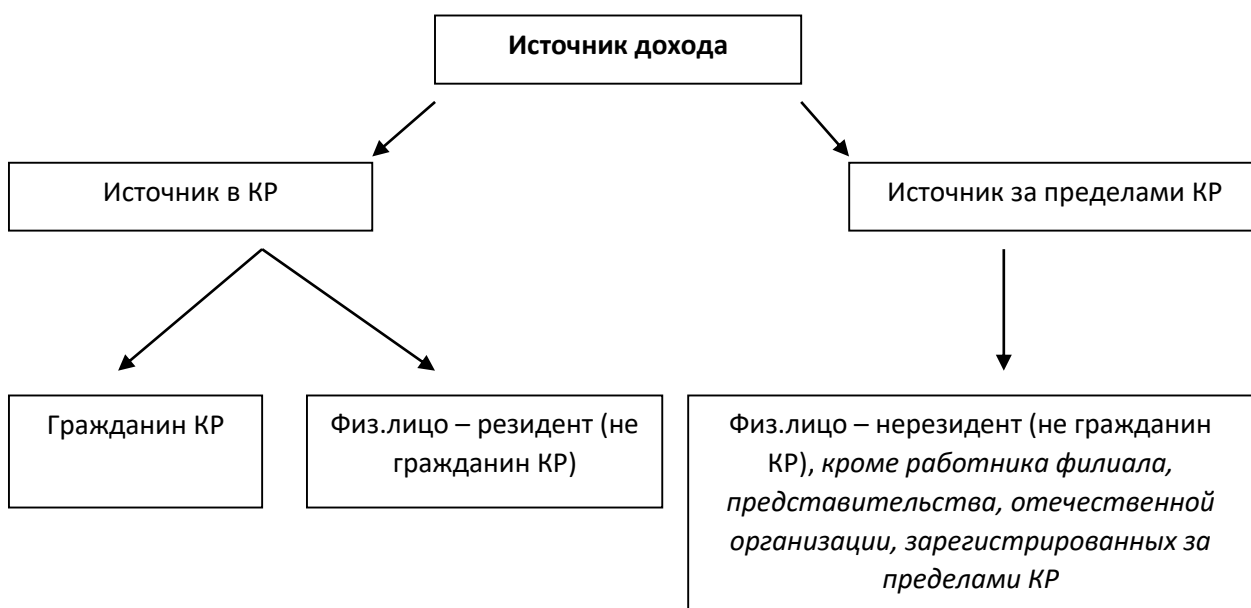 Источник дохода
Источник в КР
Источник за пределами КР
Гражданин КР
Физ.лицо – резидент (не
гражданин КР)
Физ.лицо – нерезидент (не гражданин
КР), кроме работника филиала,
представительства, отечественной
организации, зарегистрированных за
пределами КР